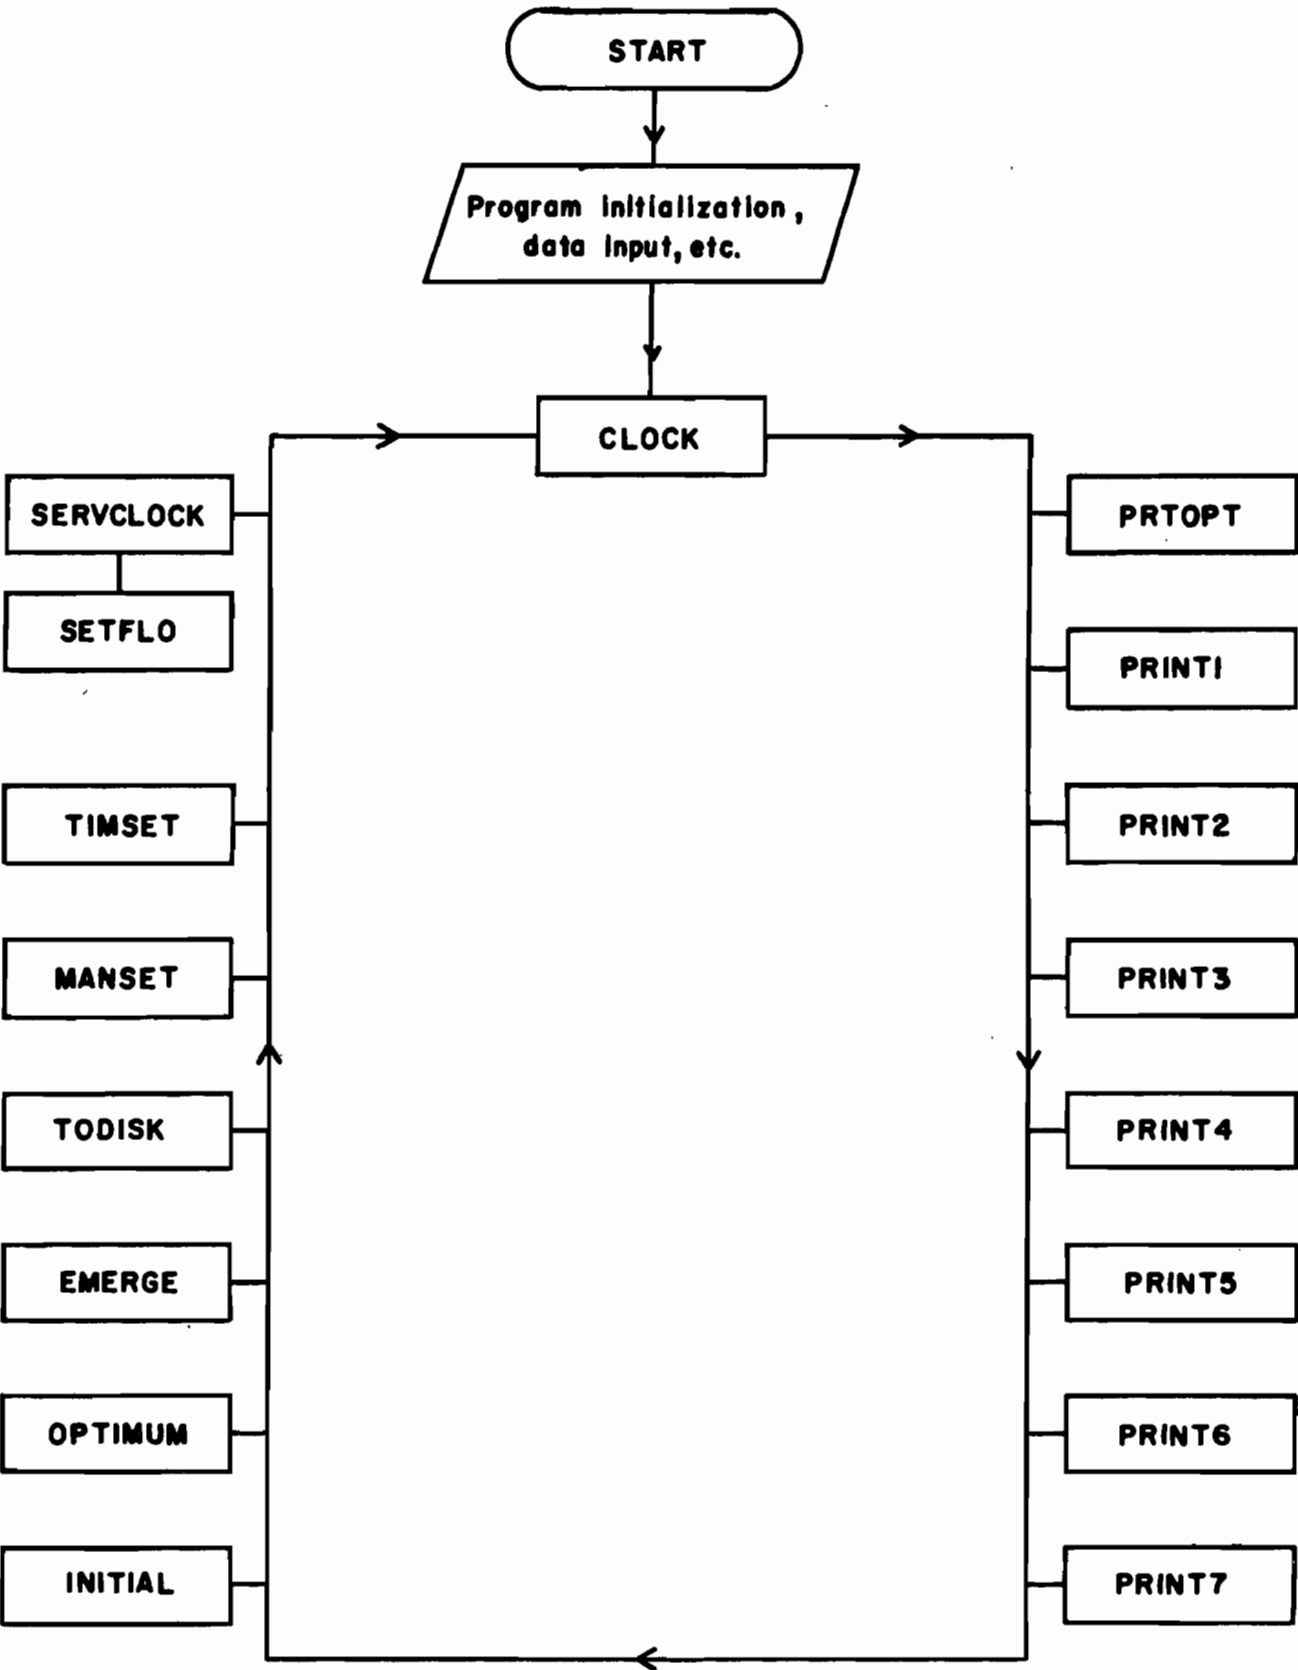 START
Program initialization,
data input, etc.
CLOCK
SERVCLOCK
SETFLO
TIMSET
MANSET
TODISK
EMERGE
OPTIMUM
INITIAL
PRTOPT
PRINT1
PRINT2
PRINT3
PRINT4
PRINT5
PRINT6
PRINT7